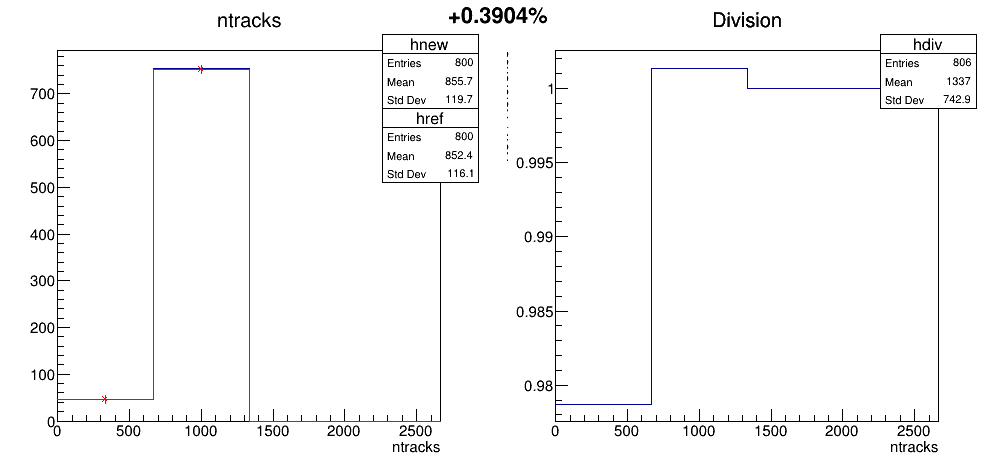 +0.3904%
ntracks
hnew
Entries 800
Mean 855.7
Std Dev 119.7
href
Entries 800
Mean 852.4
Std Dev 116.1
700
600
500
400
300
200
100
0
0 500 1000 1500 2000 2500
ntracks
Division
hdiv
Entries 806
Mean 1337
Std Dev 742.9
1
0.995
0.99
0.985
0.98
0 500 1000 1500 2000 2500
ntracks